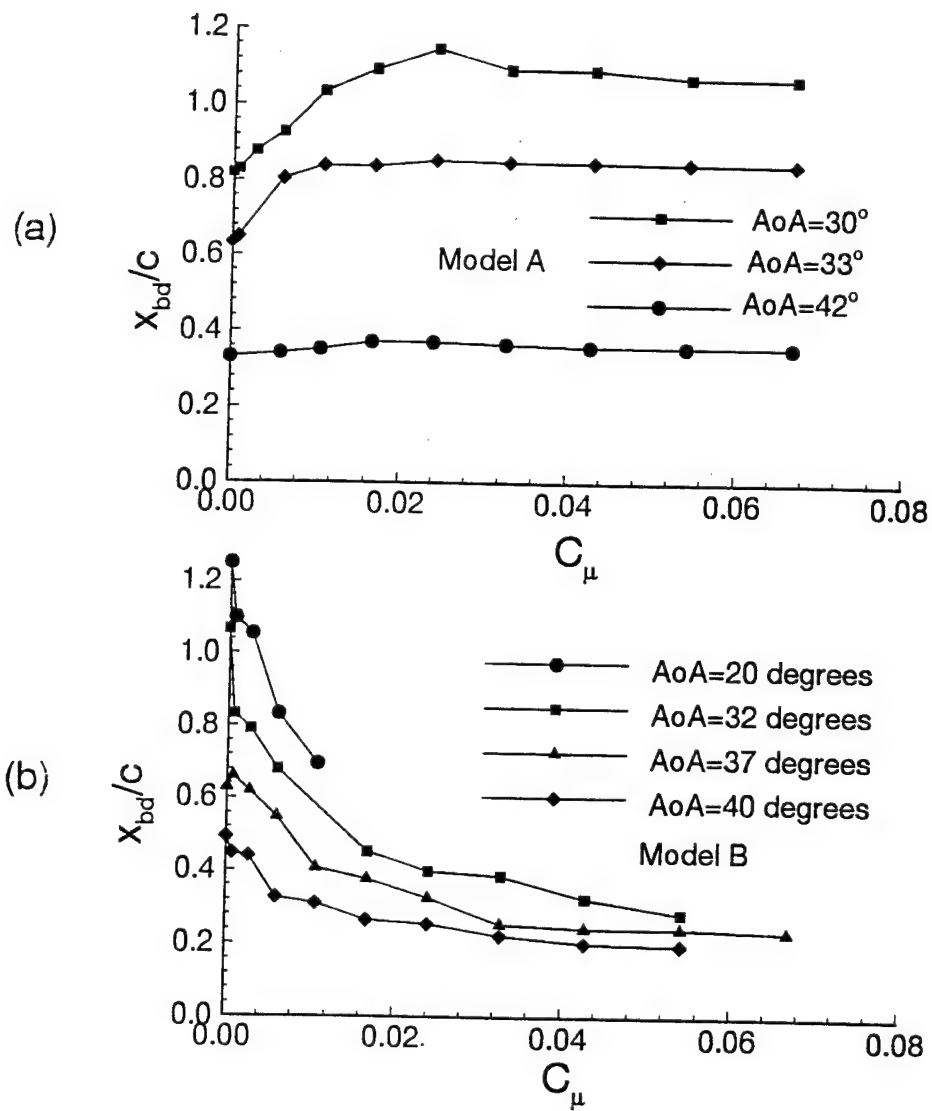 (a)
X_bd/c
1.2
1.0
0.8
0.6
0.4
0.2
0.0
Model A
AoA=30°
AoA=33°
AoA=42°
0.00 0.02 0.04 0.06 0.08
C_μ
(b)
X_bd/c
1.2
1.0
0.8
0.6
0.4
0.2
0.0
AoA=20 degrees
AoA=32 degrees
AoA=37 degrees
AoA=40 degrees
Model B
0.00 0.02. 0.04 0.06 0.08
C_μ